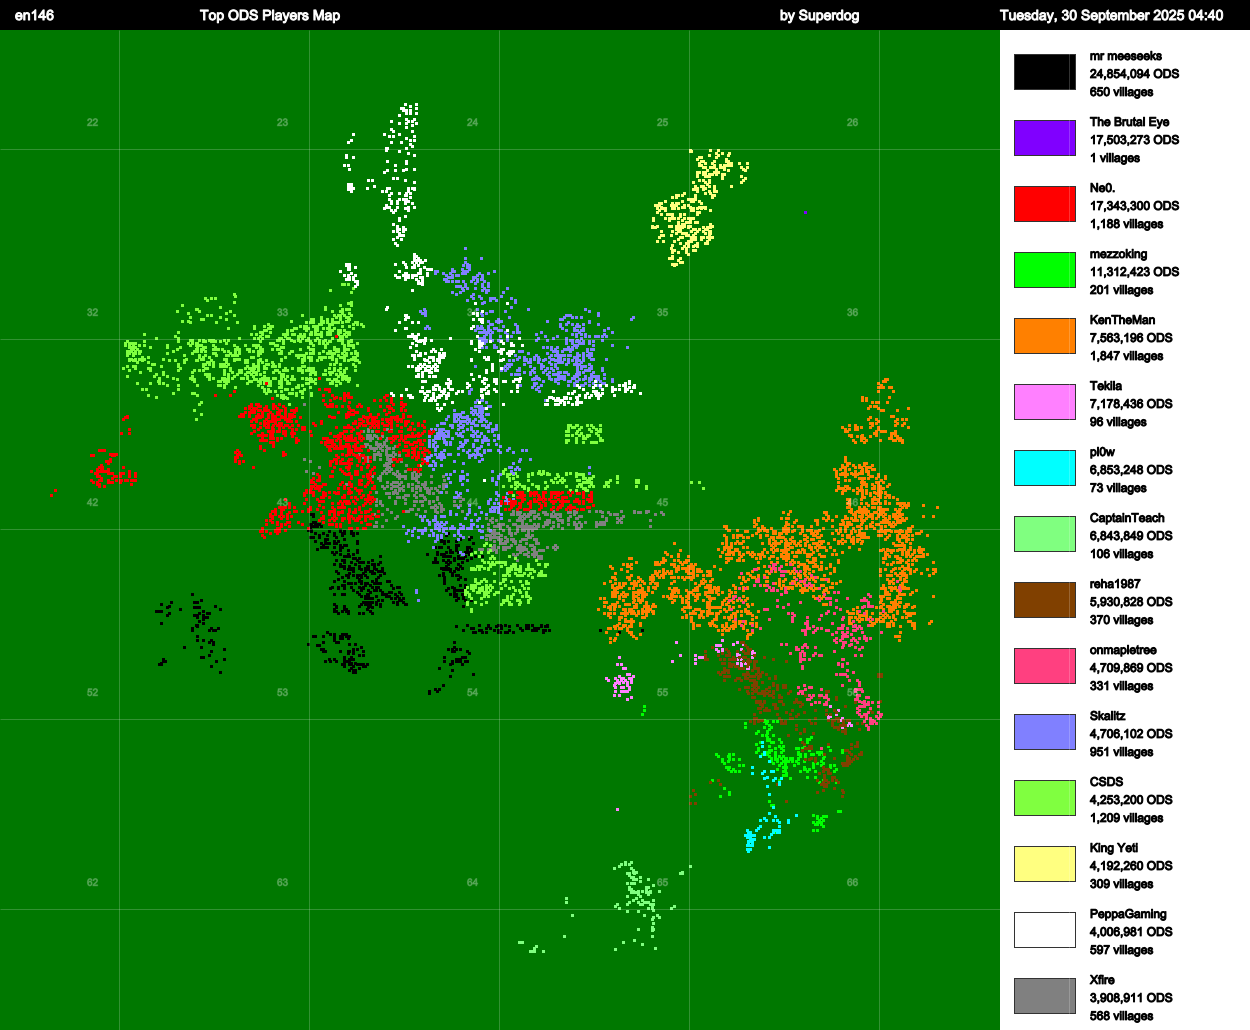 en146 Top ODS Players Map by Superdog Tuesday, 30 September 2025 04:40
mr meeseeks
24,854,094 ODS
650 villages
The Brutal Eye
17,503,273 ODS
1 villages
Ne0.
17,343,300 ODS
1,188 villages
mezzoking
11,312,423 ODS
201 villages
KenTheMan
7,563,196 ODS
1,847 villages
Tekila
7,178,436 ODS
96 villages
pl0w
6,853,248 ODS
73 villages
CaptainTeach
6,843,849 ODS
106 villages
reha1987
5,930,828 ODS
370 villages
onmapletree
4,709,869 ODS
331 villages
Skalitz
4,706,102 ODS
951 villages
CSDS
4,253,200 ODS
1,209 villages
King Yeti
4,192,260 ODS
309 villages
PeppaGaming
4,006,981 ODS
597 villages
Xfire
3,908,911 ODS
568 villages
22 23 24 25 26
32 33 35 36
42 43 44 45
52 53 54 55
62 63 64 65 66